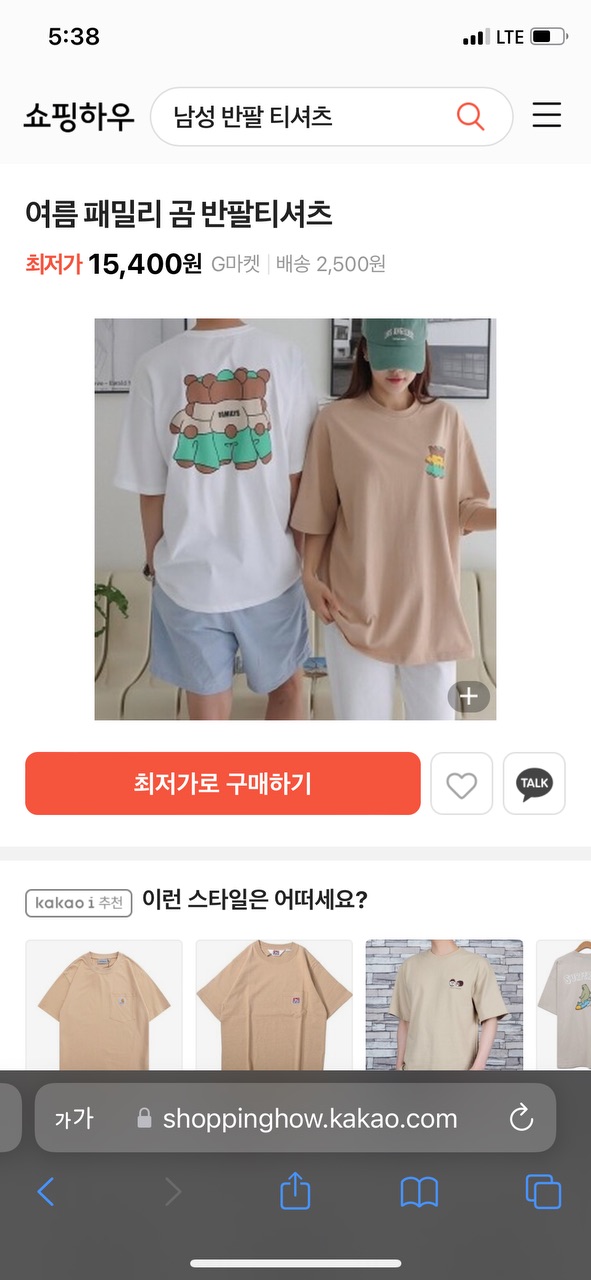 5:38
LTE
쇼핑하우
남성 반팔 티셔츠
여름 패밀리 곰 반팔티셔츠
최저가 15,400원 G마켓 배송 2,500원
LOS ANGELES
최저가로 구매하기
TALK
kakao i 추천 이런 스타일은 어떠세요?
가가 shoppinghow.kakao.com